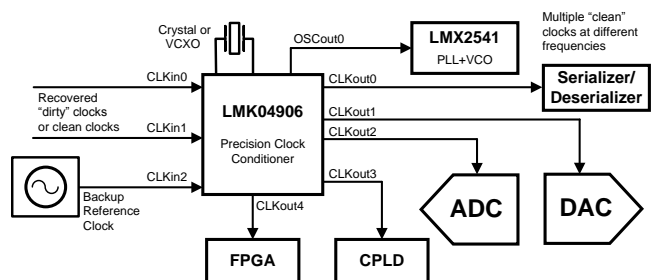 Crystal or
VCXO
OSCout0
LMX2541
PLL+VCO
Multiple "clean"
clocks at different
frequencies
CLKin0
Recovered
"dirty" clocks
or clean clocks
CLKin1
CLKin2
Backup
Reference
Clock
LMK04906
Precision Clock
Conditioner
CLKout0
Serializer/
Deserializer
CLKout1
CLKout2
CLKout3
CLKout4
ADC
DAC
FPGA
CPLD